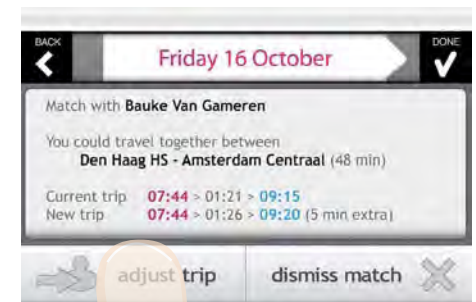 BACK
Friday 16 October
DONE
Match with Bauke Van Gameren
You could travel together between
Den Haag HS - Amsterdam Centraal (48 min)
Current trip 07:44 > 01:21 > 09:15
New trip 07:44 > 01:26 > 09:20 (5 min extra)
adjust trip
dismiss match